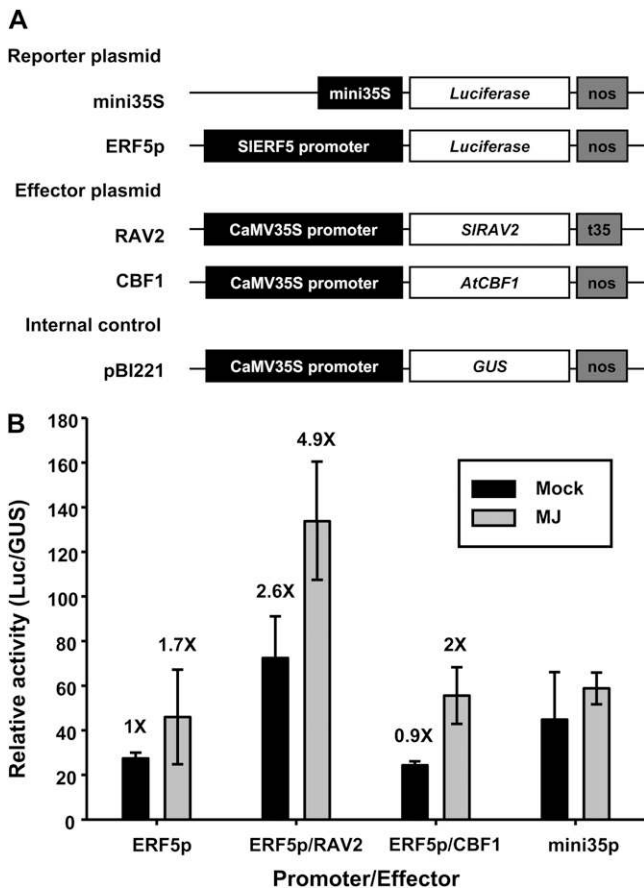 A
Reporter plasmid
mini35S
mini35S
Luciferase
nos
ERF5p
SlERF5 promoter
Luciferase
nos
Effector plasmid
RAV2
CaMV35S promoter
SlRAV2
t35
CBF1
CaMV35S promoter
AtCBF1
nos
Internal control
pBI221
CaMV35S promoter
GUS
nos
B
Relative activity (Luc/GUS)
180
160
140
120
100
80
60
40
20
0
1X
1.7X
2.6X
4.9X
0.9X
2X
Mock
MJ
ERF5p
ERF5p/RAV2
ERF5p/CBF1
mini35p
Promoter/Effector